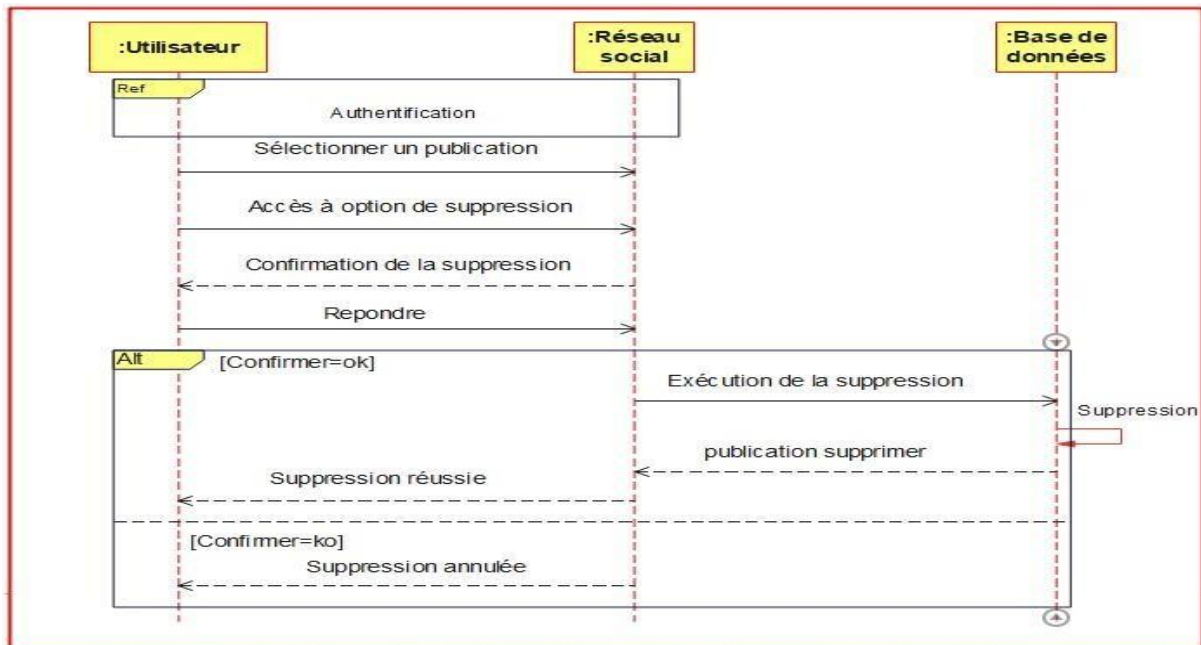 :Utilisateur
:Réseau
social
:Base de
données
Ref
Authentification
Sélectionner un publication
Accès à option de suppression
Confirmation de la suppression
Repondre
Alt
[Confirmer=ok]
Exécution de la suppression
Suppression
publication supprimer
Suppression réussie
[Confirmer=ko]
Suppression annulée